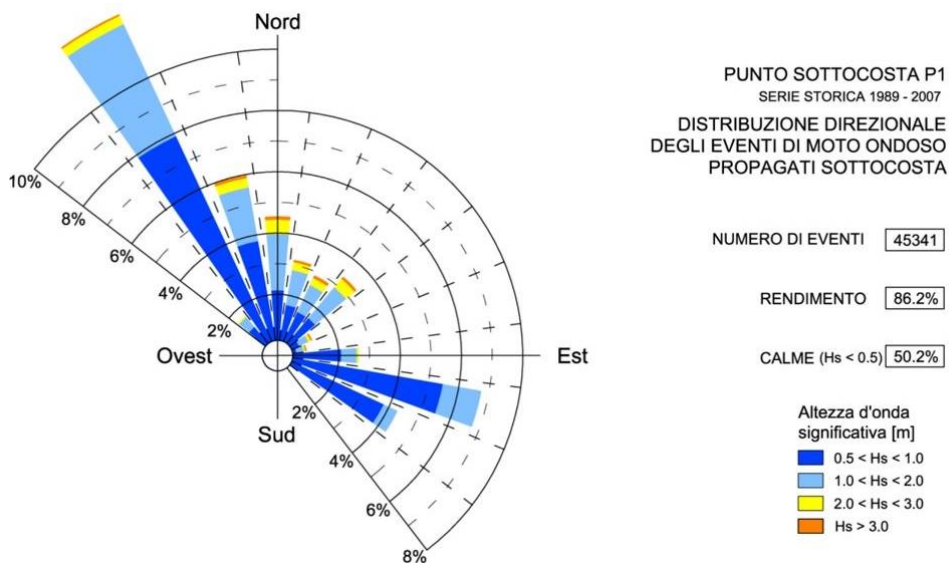 Nord
10%
8%
6%
4%
2%
Ovest
Est
Sud
2%
4%
6%
8%
PUNTO SOTTOCOSTA P1
SERIE STORICA 1989 - 2007
DISTRIBUZIONE DIREZIONALE
DEGLI EVENTI DI MOTO ONDOSO
PROPAGATI SOTTOCOSTA
NUMERO DI EVENTI 45341
RENDIMENTO 86.2%
CALME (Hs < 0.5) 50.2%
Altezza d'onda
significativa [m]
0.5 < Hs < 1.0
1.0 < Hs < 2.0
2.0 < Hs < 3.0
Hs > 3.0